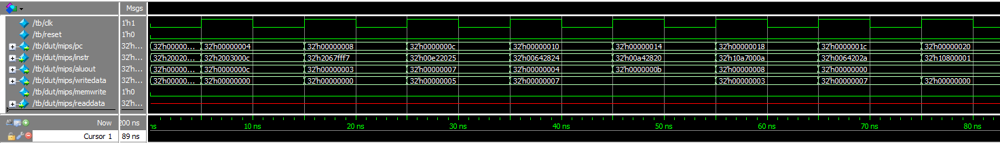 Msgs
/tb/clk 1'h1
/tb/reset 1'h0
/tb/dut/mips/pc 32'h... 32'h00000... 32'h00000004 32'h00000008 32'h0000000c 32'h00000010 32'h00000014 32'h00000018 32'h0000001c 32'h00000020
/tb/dut/mips/instr 32'h... 32'h20020... 32'h2003000c 32'h2067fff7 32'h00e22025 32'h00642824 32'h00a42820 32'h10a7000a 32'h0064202a 32'h10800001
/tb/dut/mips/aluout 32'h... 32'h00000... 32'h0000000c 32'h00000003 32'h00000007 32'h00000004 32'h0000000b 32'h00000008 32'h00000000
/tb/dut/mips/writedata 32'h... 32'h00000... 32'h00000000 32'h00000000 32'h00000005 32'h00000007 32'h00000003 32'h00000007 32'h00000000
/tb/dut/mips/memwrite 1'h0
/tb/dut/mips/readdata 32'h...
Now 200 ns ns 10 ns 20 ns 30 ns 40 ns 50 ns 60 ns 70 ns 80 ns
Cursor 1 89 ns